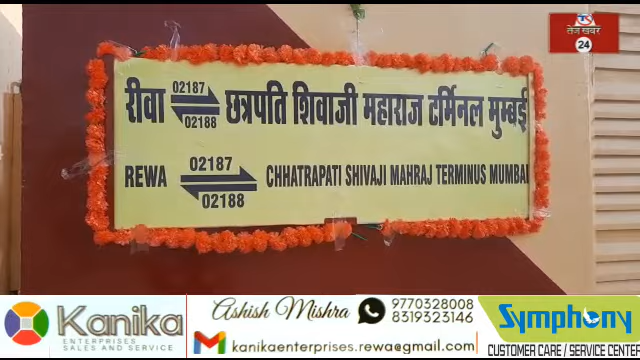 तेज खबर
24
रीवा 02187 छत्रपति शिवाजी महाराज टर्मिनल मुम्बई
02188
REWA 02187 CHHATRAPATI SHIVAJI MAHRAJ TERMINUS MUMBAI
02188
Kanika
ENTERPRISES
SALES AND SERVICE
Ashish Mishra 9770328008
8319323146
kanikaenterprises.rewa@gmail.com
Symphony
CUSTOMER CARE / SERVICE CENTER